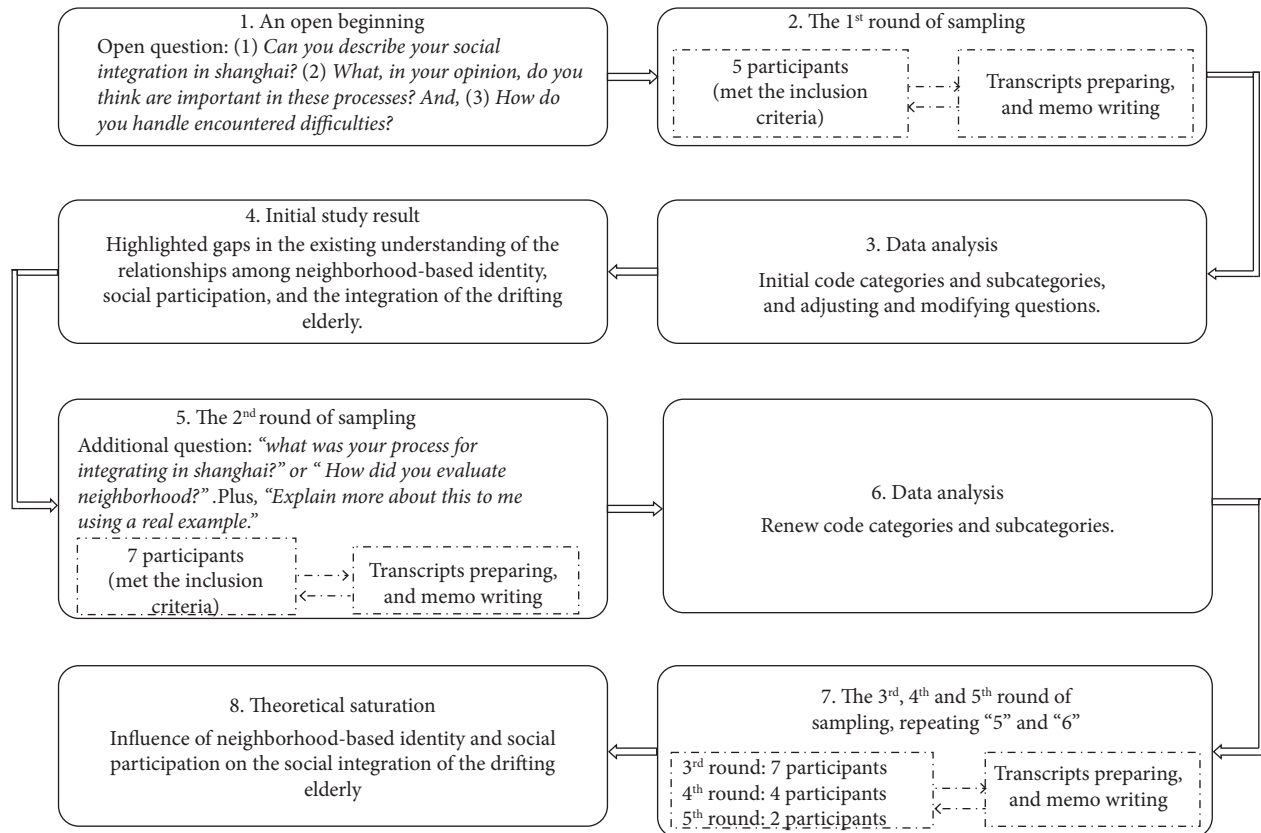 1. An open beginning
Open question: (1) Can you describe your social
integration in shanghai? (2) What, in your opinion, do you
think are important in these processes? And, (3) How do
you handle encountered difficulties?
2. The 1st round of sampling
5 participants
(met the inclusion
criteria)
Transcripts preparing,
and memo writing
3. Data analysis
Initial code categories and subcategories,
and adjusting and modifying questions.
4. Initial study result
Highlighted gaps in the existing understanding of the
relationships among neighborhood-based identity,
social participation, and the integration of the drifting
elderly.
5. The 2nd round of sampling
Additional question: “what was your process for
integrating in shanghai?” or “ How did you evaluate
neighborhood?” .Plus, “Explain more about this to me
using a real example.”
7 participants
(met the inclusion
criteria)
Transcripts preparing,
and memo writing
6. Data analysis
Renew code categories and subcategories.
7. The 3rd, 4th and 5th round of
sampling, repeating “5” and “6”
3rd round: 7 participants
4th round: 4 participants
5th round: 2 participants
Transcripts preparing,
and memo writing
8. Theoretical saturation
Influence of neighborhood-based identity and social
participation on the social integration of the drifting
elderly